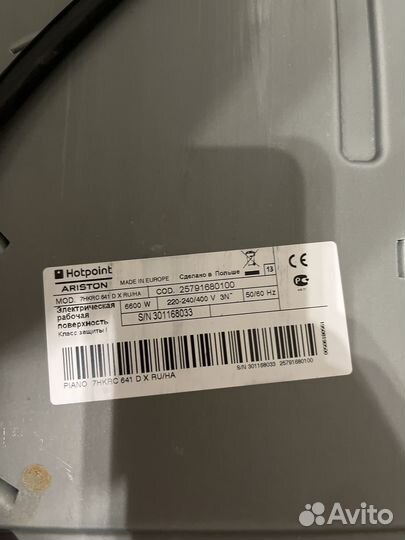 Hotpoint
ARISTON
MADE IN EUROPE
Сделано в Польше
13
MOD. 7HKRC 641 D X RU/HA
COD. 25791680100
Электрическая
рабочая
поверхность
Класс защиты I
6600 W
220-240/400 V 3N~
50/60 Hz
S/N 301168033
PIANO 7HKRC 641 D X RU/HA
S/N 301168033 25791680100
Avito